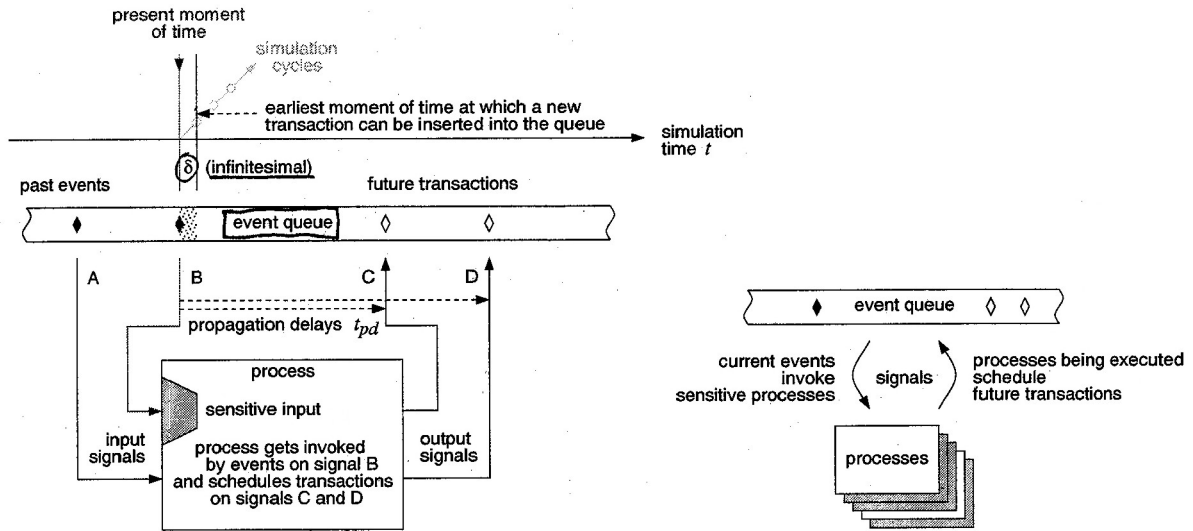 present moment
of time
simulation
cycles
earliest moment of time at which a new
transaction can be inserted into the queue
simulation
time t
δ (infinitesimal)
past events
future transactions
event queue
A
B
C
D
propagation delays tpd
process
sensitive input
input
signals
process gets invoked
by events on signal B
and schedules transactions
on signals C and D
output
signals
event queue
current events
invoke
sensitive processes
signals
processes being executed
schedule
future transactions
processes